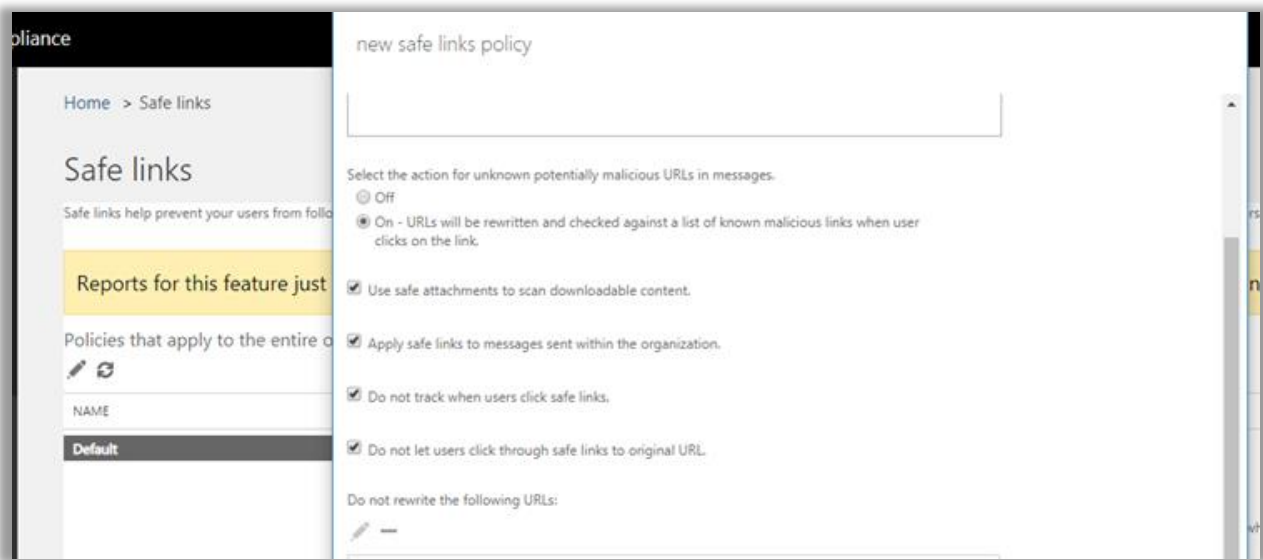 pliance
new safe links policy
Home > Safe links
Safe links
Select the action for unknown potentially malicious URLs in messages.
Off
Safe links help prevent your users from follo
On - URLs will be rewritten and checked against a list of known malicious links when user
clicks on the link.
Reports for this feature just
Use safe attachments to scan downloadable content.
Policies that apply to the entire o
Apply safe links to messages sent within the organization.
NAME
Do not track when users click safe links.
Default
Do not let users click through safe links to original URL.
Do not rewrite the following URLs: